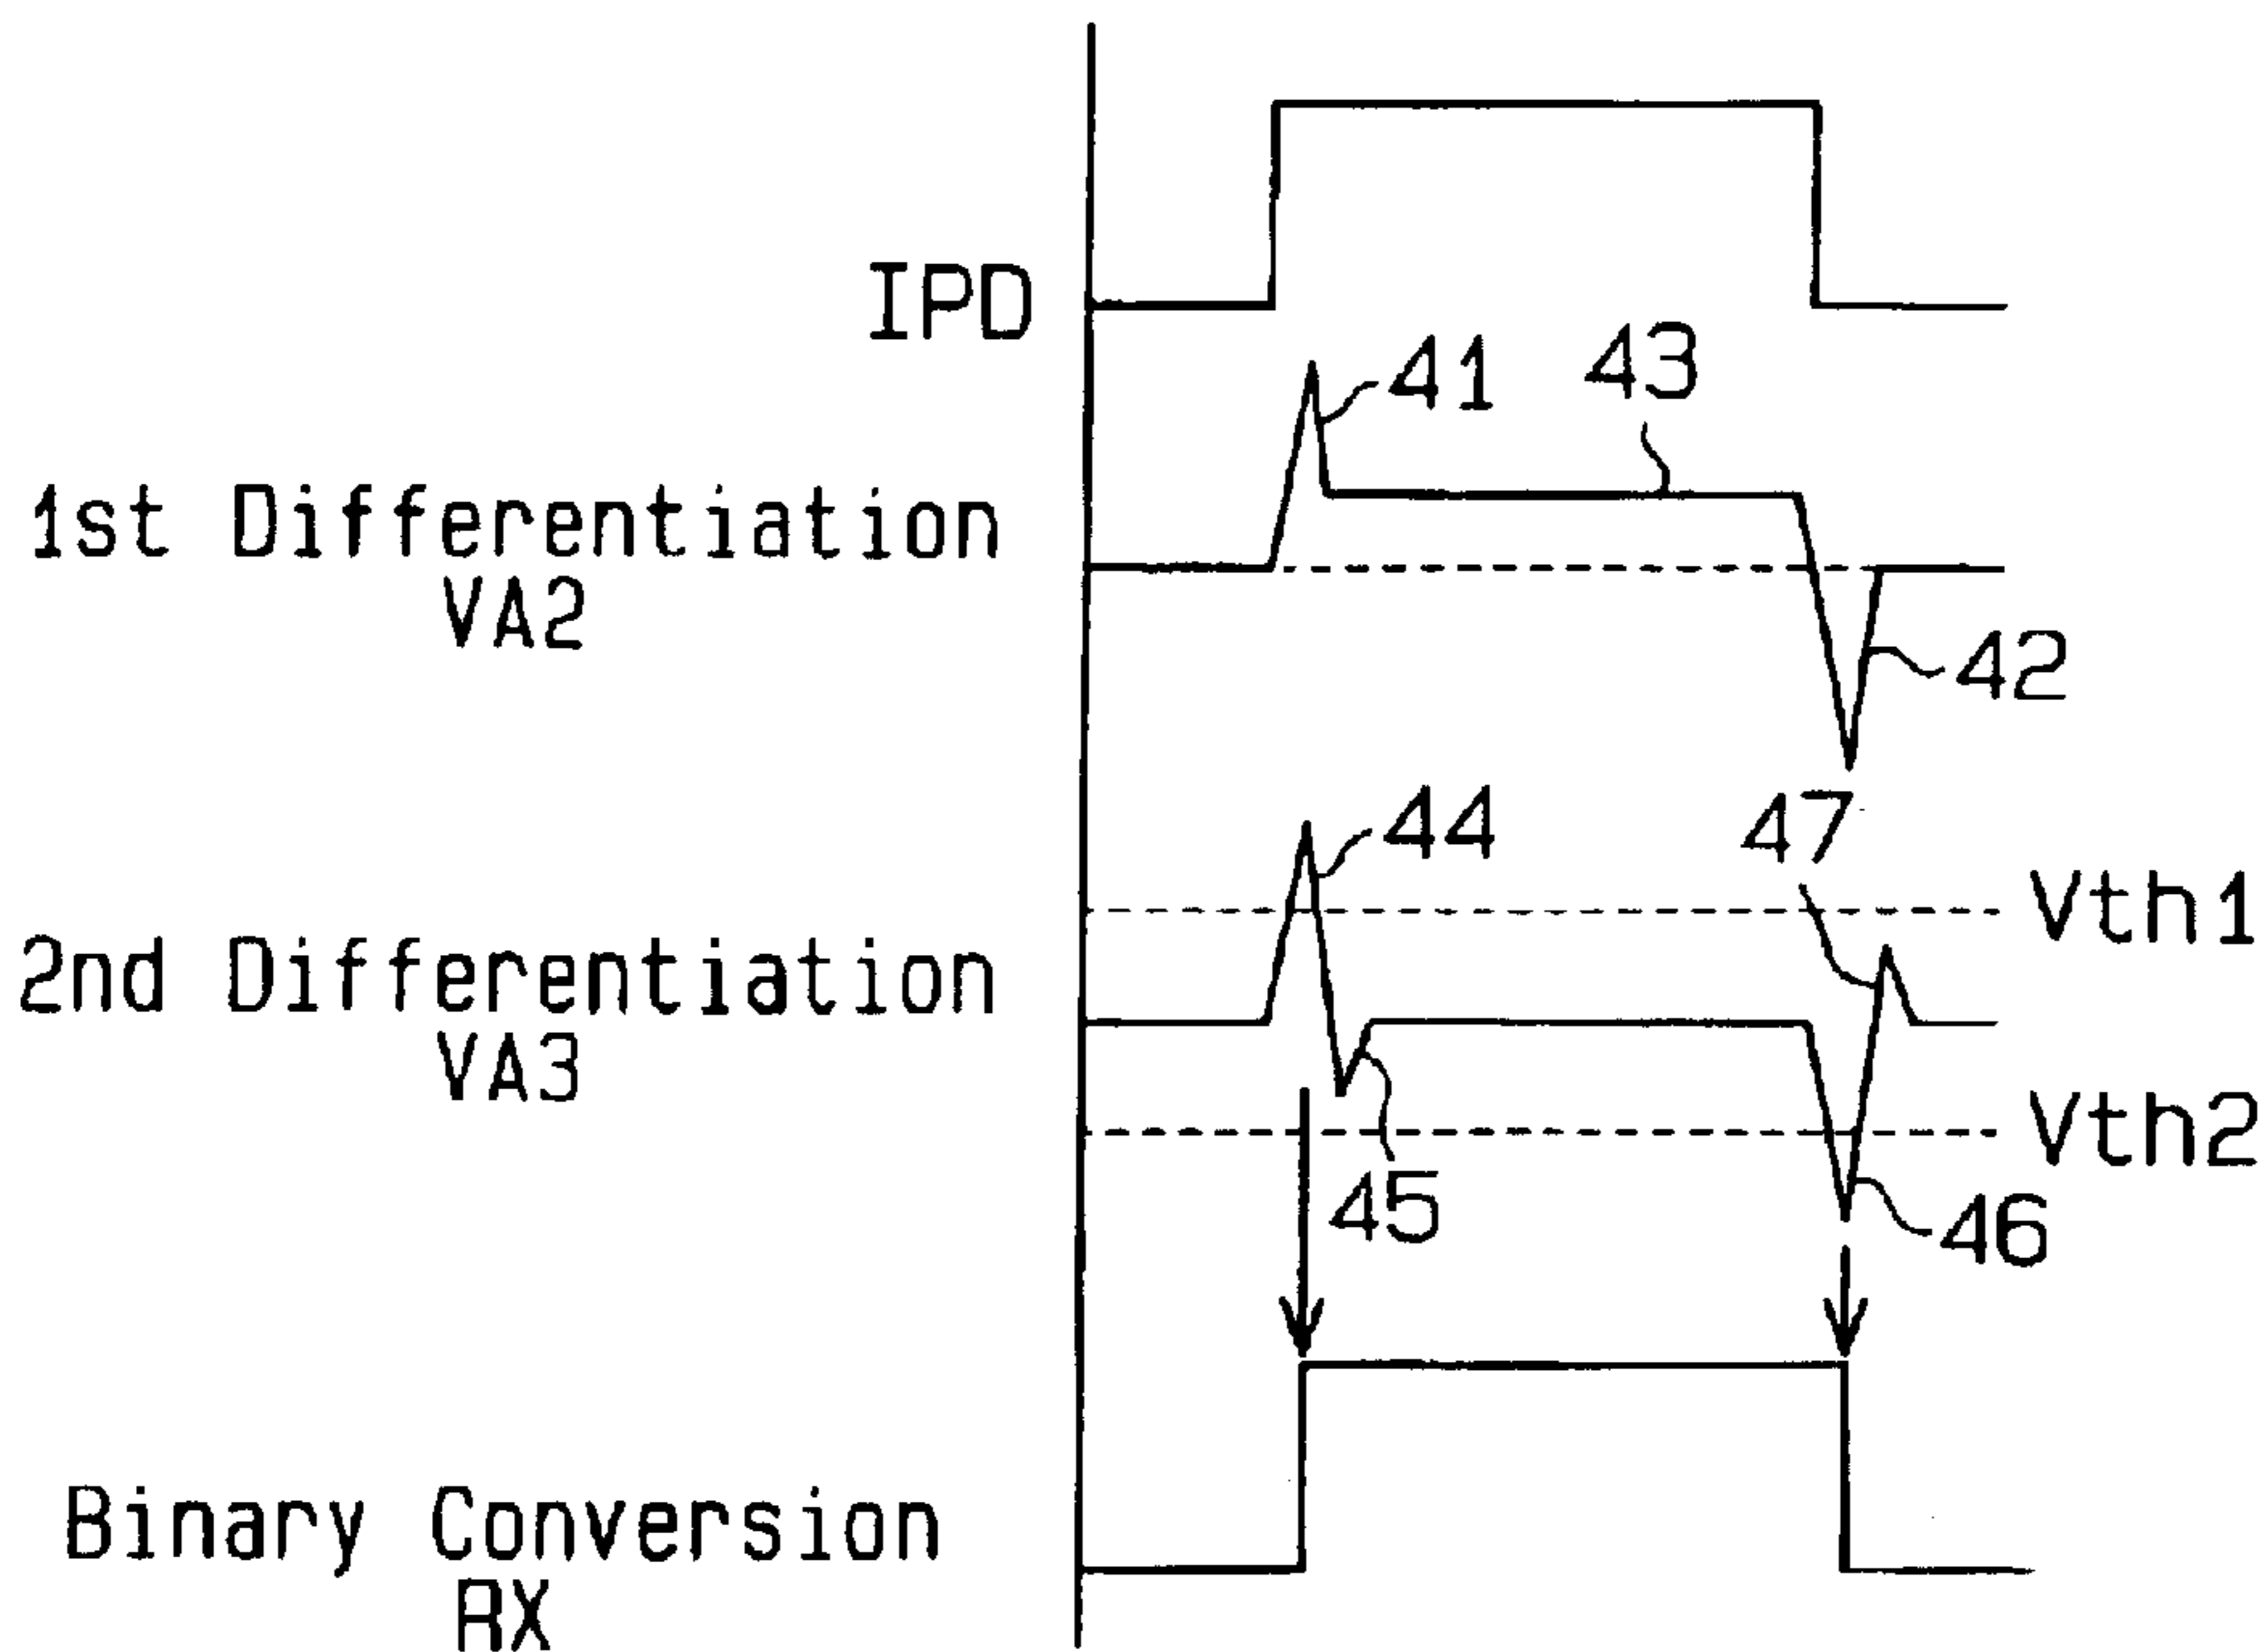 IPD
41
43
1st Differentiation
VA2
42
44
47
Vth1
2nd Differentiation
VA3
Vth2
45
46
Binary Conversion
RX